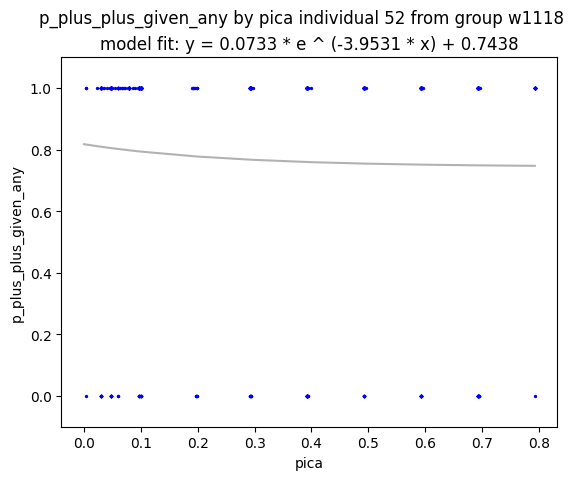 p_plus_plus_given_any by pica individual 52 from group w1118
model fit: y = 0.0733 * e ^ (-3.9531 * x) + 0.7438
1.0
0.8
0.6
0.4
0.2
0.0
p_plus_plus_given_any
0.0 0.1 0.2 0.3 0.4 0.5 0.6 0.7 0.8
pica